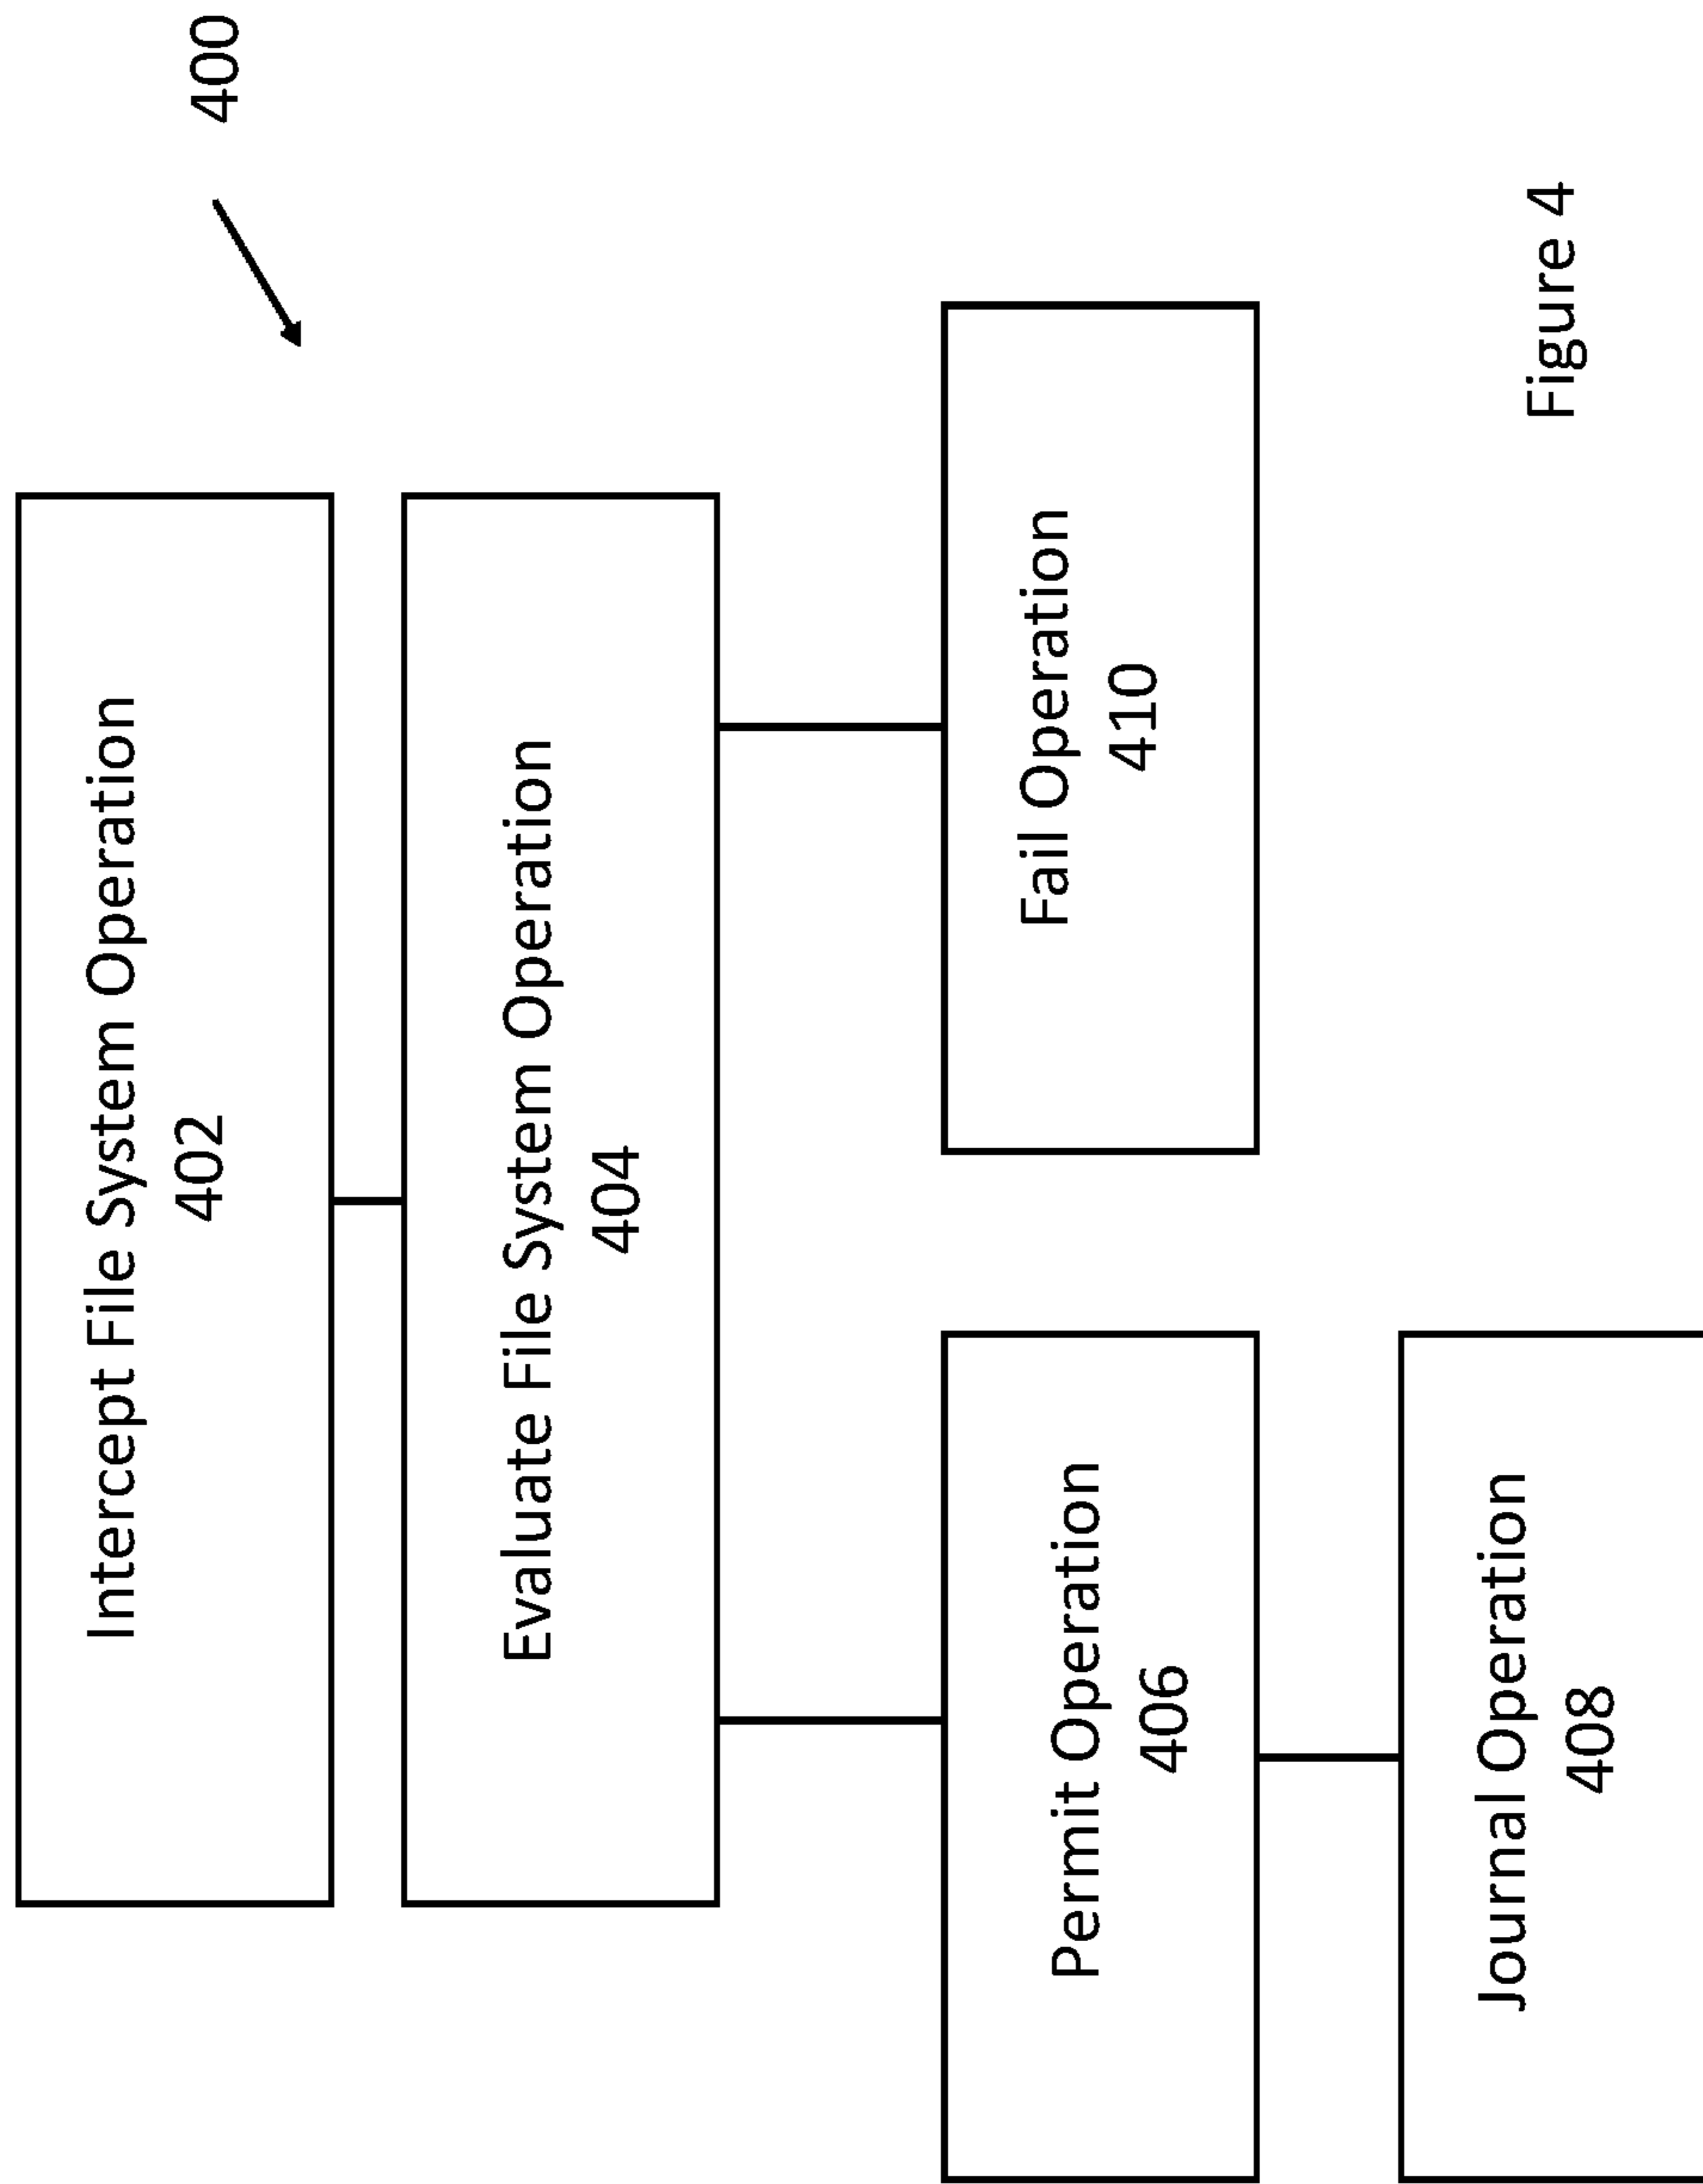 400
Intercept File System Operation
402
Evaluate File System Operation
404
Permit Operation
406
Fail Operation
410
Journal Operation
408
Figure 4